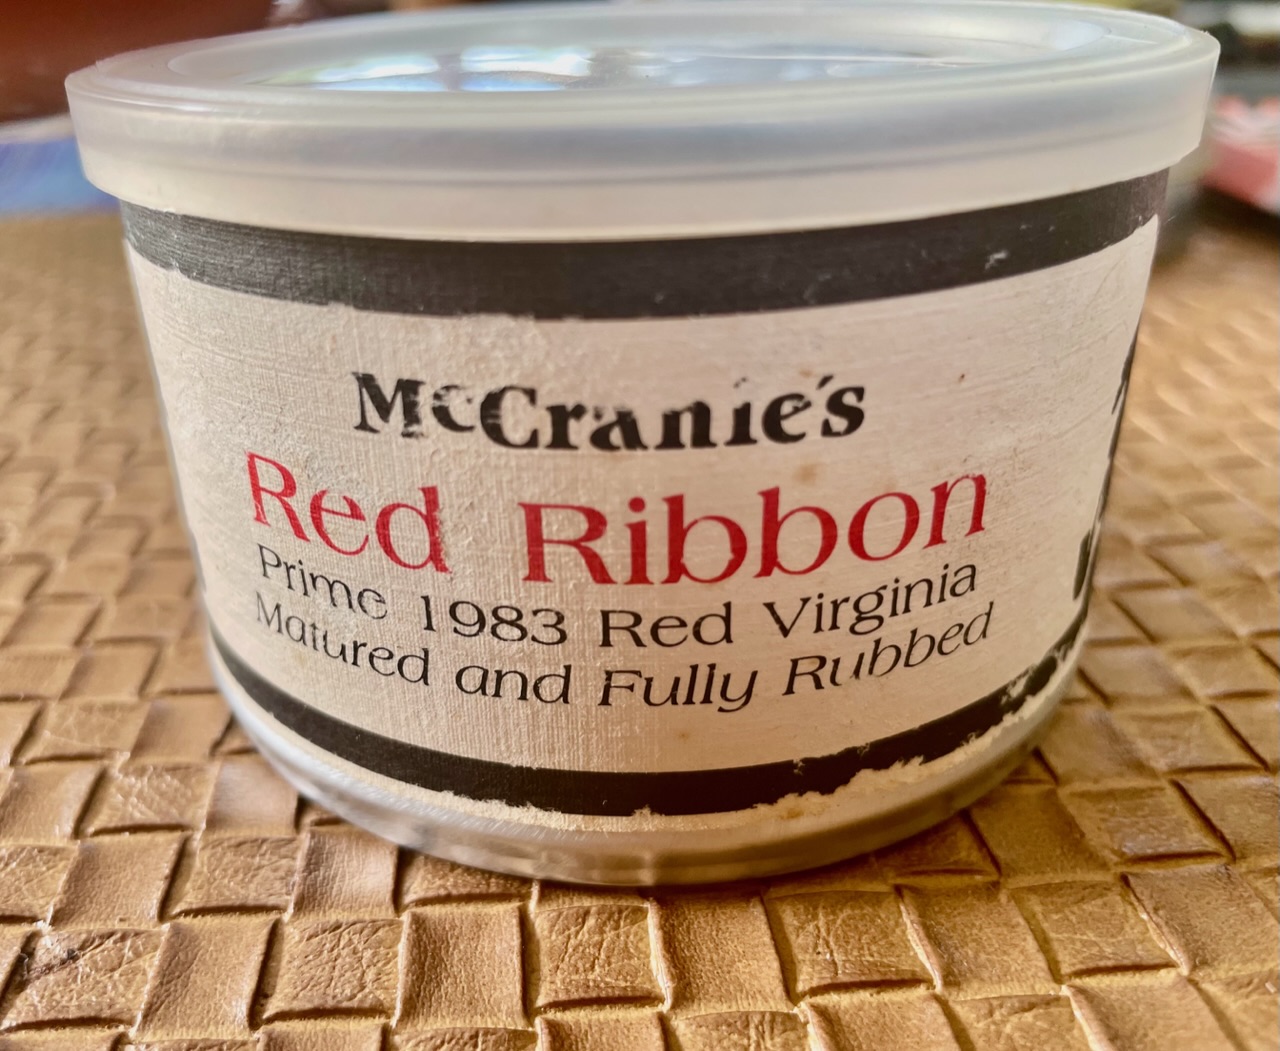 McCranie's
Red Ribbon
Prime 1983 Red Virginia
Matured and Fully Rubbed